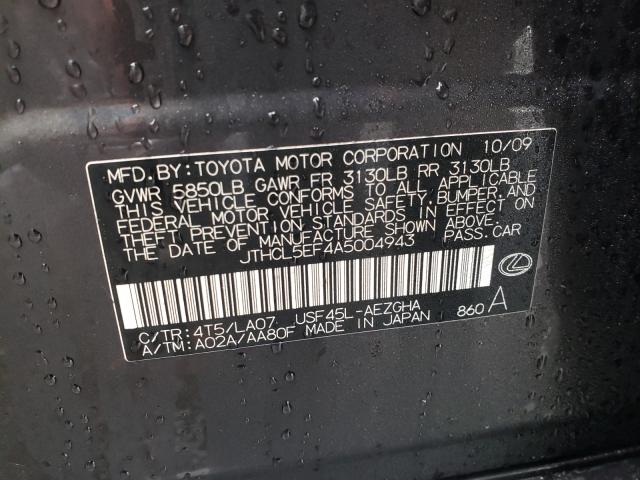 MFD.BY: TOYOTA MOTOR CORPORATION 10/09
GVWR 5850LB GAWR FR 3130LB RR 3130LB
THIS VEHICLE CONFORMS TO ALL APPLICABLE
FEDERAL MOTOR VEHICLE SAFETY, BUMPER, AND
THEFT PREVENTION STANDARDS IN EFFECT ON
THE DATE OF MANUFACTURE SHOWN ABOVE.
JTHCL5EF4A5004943 PASS.CAR
C/TR: 4T5/LA07 USF45L-AEZGHA
A/TM: A02A/AA80F MADE IN JAPAN 860 A